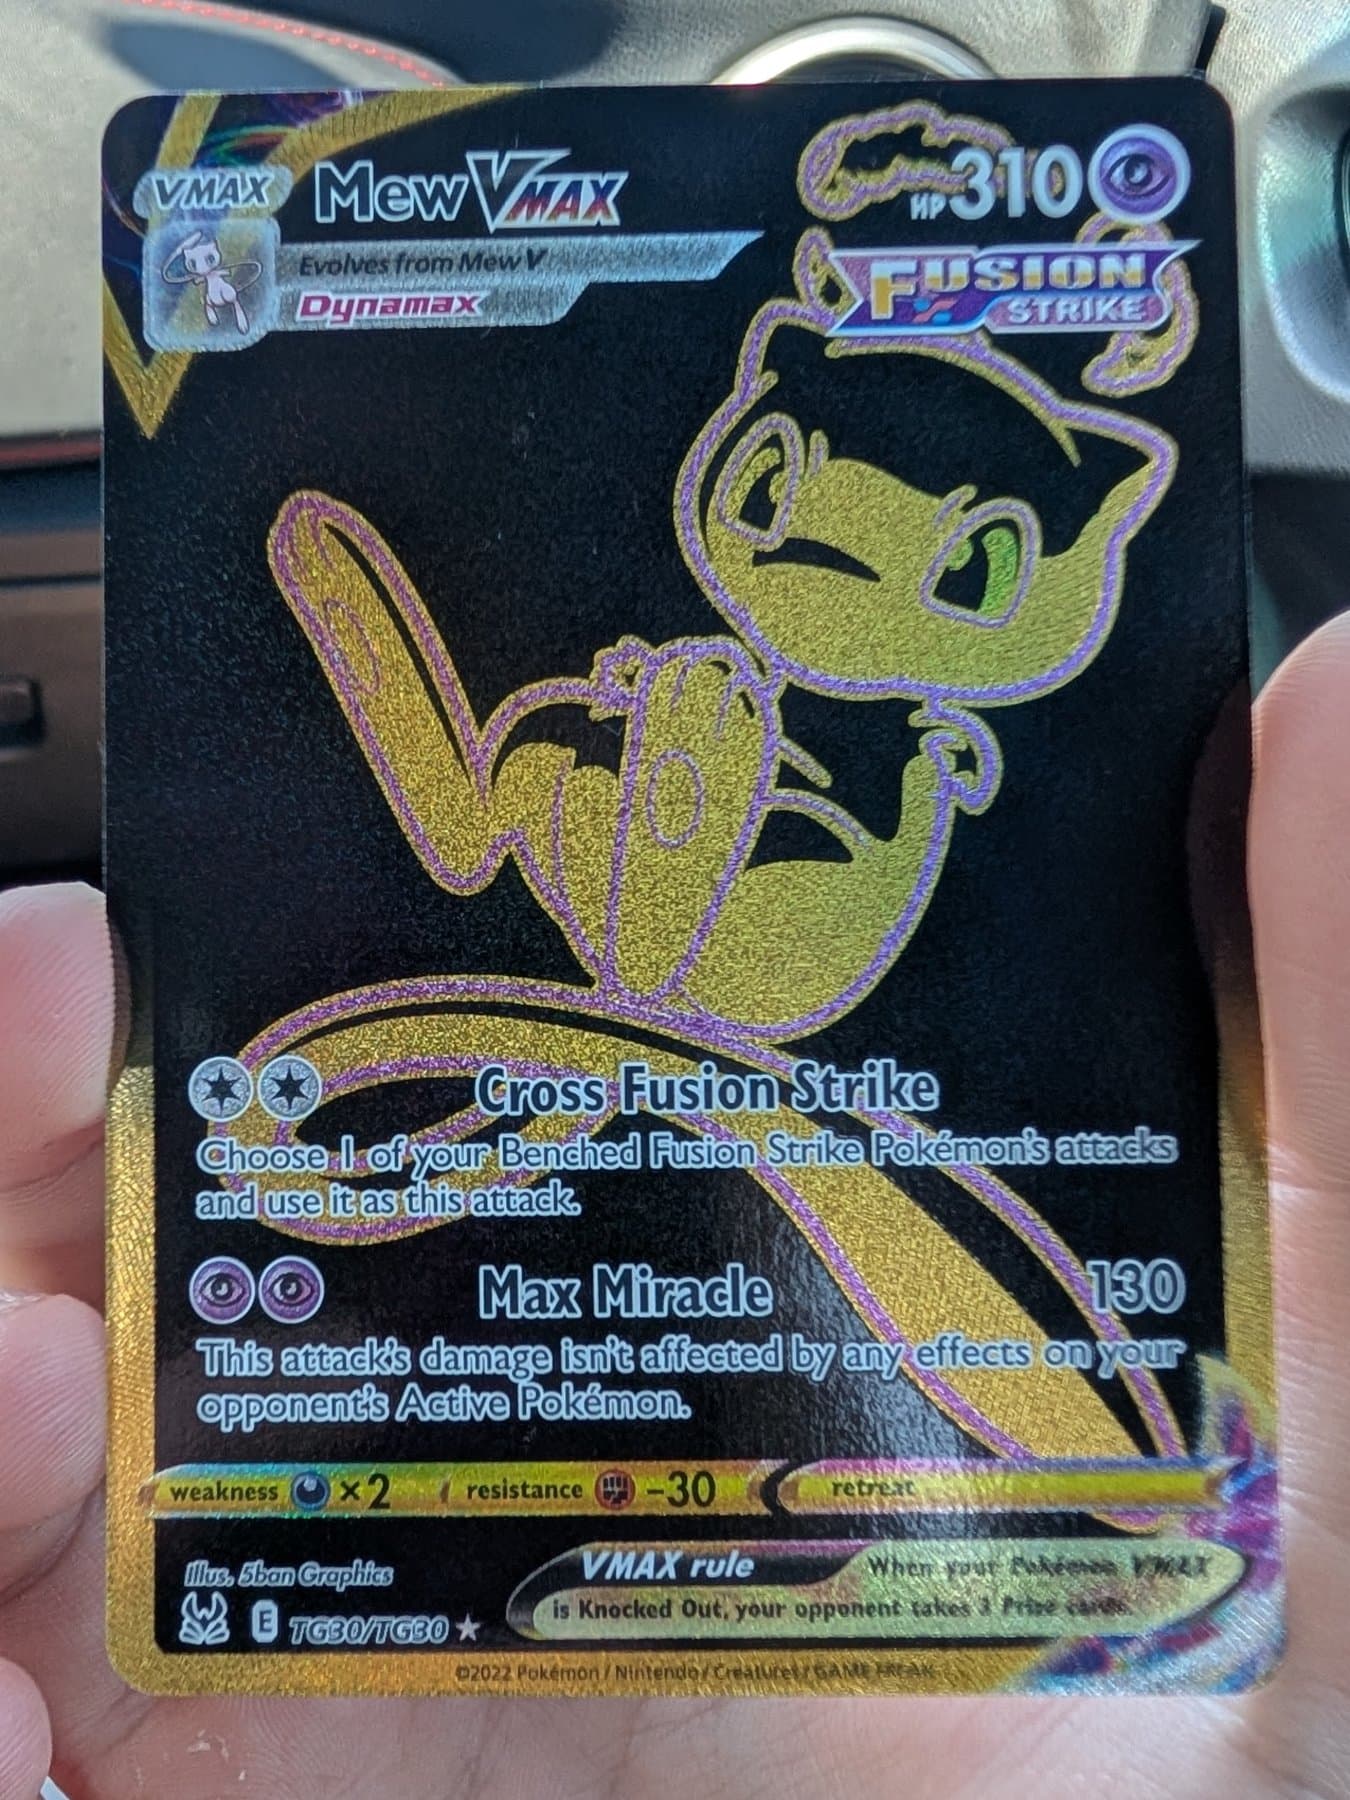 VMAX
Mew VMAX
HP 310
Evolves from Mew V
Dynamax
FUSION
STRIKE
Cross Fusion Strike
Choose 1 of your Benched Fusion Strike Pokémon's attacks
and use it as this attack.
Max Miracle 130
This attack's damage isn't affected by any effects on your
opponent's Active Pokémon.
weakness ×2 resistance -30 retreat
Illus. 5ban Graphics
VMAX rule When your Pokémon VMAX
is Knocked Out, your opponent takes 3 Prize cards.
E TG30/TG30
©2022 Pokémon / Nintendo / Creatures / GAME FREAK